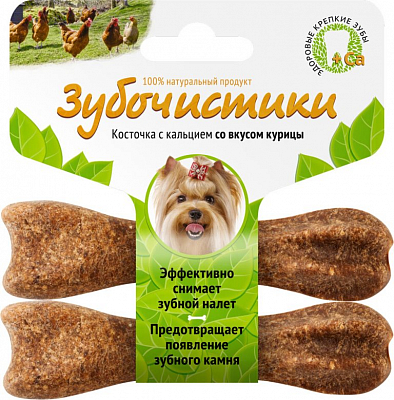 ЗДОРОВЫЕ КРЕПКИЕ ЗУБЫ
Ca
100% натуральный продукт
Зубочистики
Косточка с кальцием со вкусом курицы
Эффективно
снимает
зубной налет
Предотвращает
появление
зубного камня